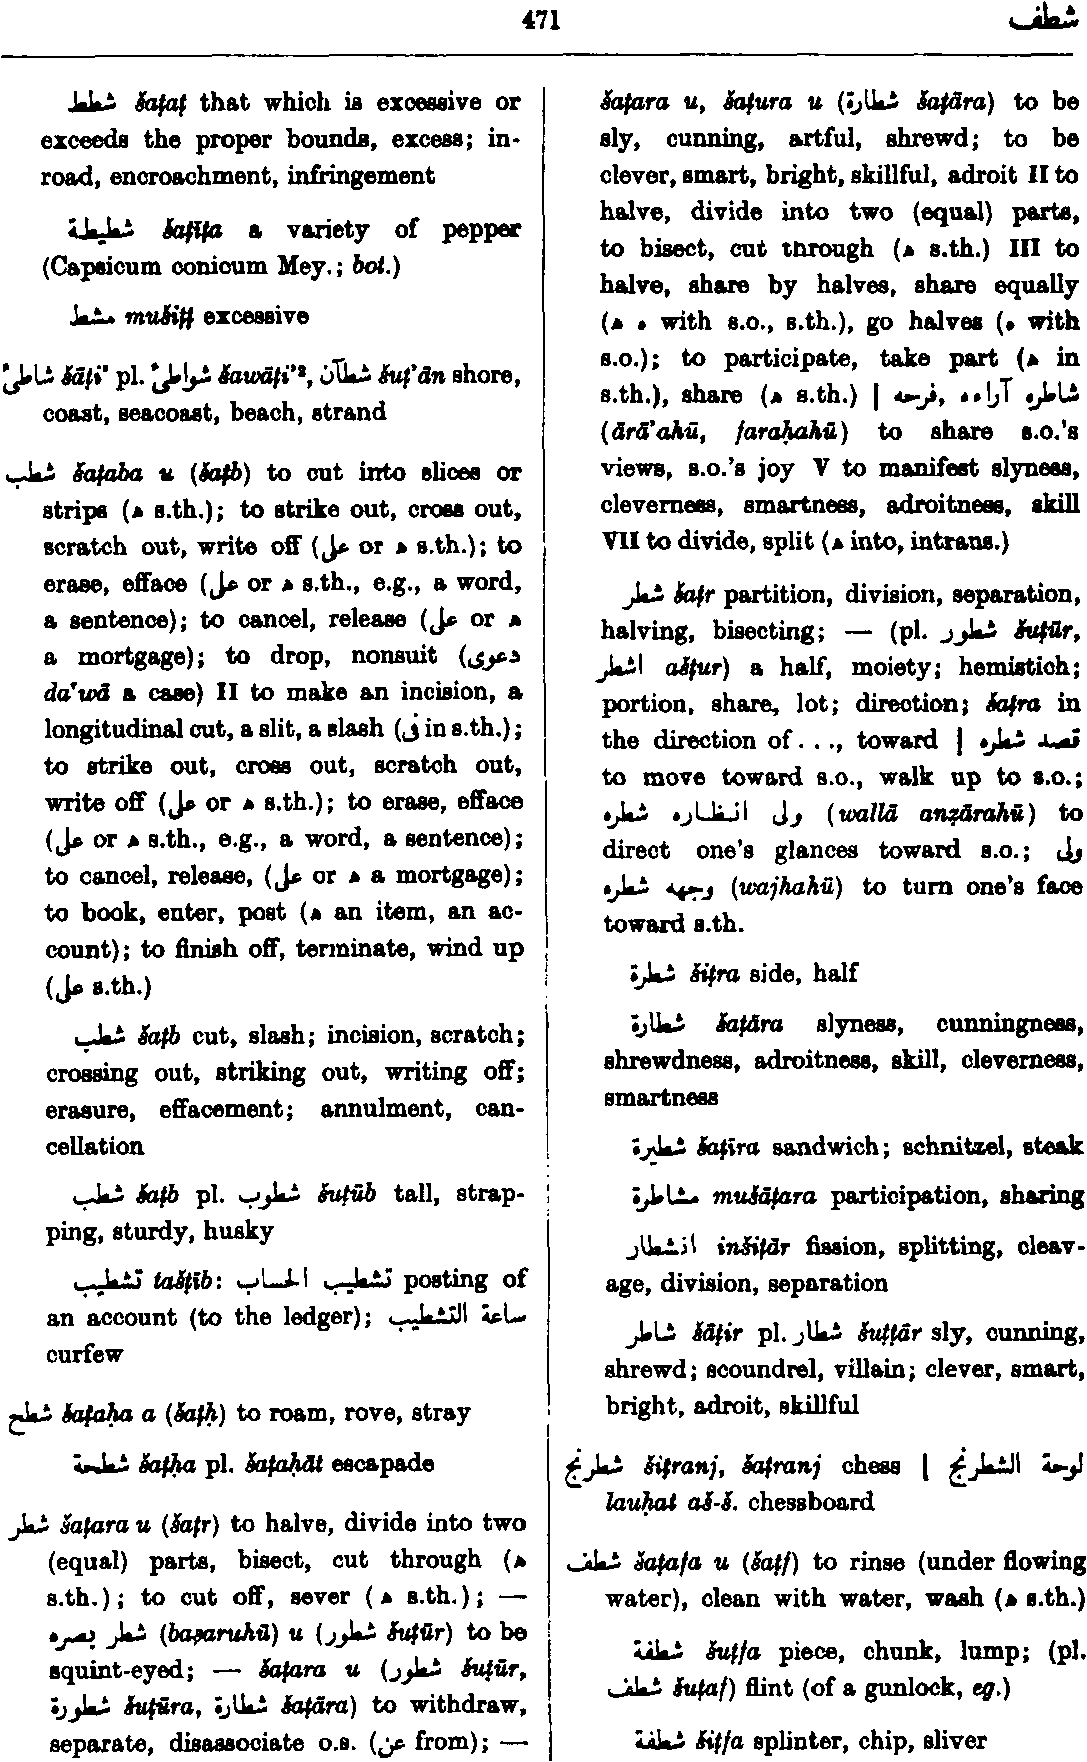 471
شطف
شطط šaṭaṭ that which is excessive or
exceeds the proper bounds, excess; in-
road, encroachment, infringement
شطيطة šaṭīṭa a variety of pepper
(Capsicum conicum Mey.; bot.)
مشط mušiṭṭ excessive
شاطئ šāṭi' pl. شواطئ šawāṭi'², شطآن šuṭ'ān shore,
coast, seacoast, beach, strand
شطب šaṭaba u (šaṭb) to cut into slices or
strips (ه s.th.); to strike out, cross out,
scratch out, write off (على or ه s.th.); to
erase, efface (على or ه s.th., e.g., a word,
a sentence); to cancel, release (على or ه
a mortgage); to drop, nonsuit (دعوى
da'wā a case) II to make an incision, a
longitudinal cut, a slit, a slash (فى in s.th.);
to strike out, cross out, scratch out,
write off (على or ه s.th.); to erase, efface
(على or ه s.th., e.g., a word, a sentence);
to cancel, release, (على or ه a mortgage);
to book, enter, post (ه an item, an ac-
count); to finish off, terminate, wind up
(على s.th.)
شطب šaṭb cut, slash; incision, scratch;
crossing out, striking out, writing off;
erasure, effacement; annulment, can-
cellation
شطب šaṭb pl. شطوب šuṭūb tall, strap-
ping, sturdy, husky
تشطيب tašṭīb: تشطيب الحساب posting of
an account (to the ledger); ساعة التشطيب
curfew
شطح šaṭaḥa a (šaṭḥ) to roam, rove, stray
شطحة šaṭḥa pl. šaṭaḥāt escapade
شطر šaṭara u (šaṭr) to halve, divide into two
(equal) parts, bisect, cut through (ه
s.th.); to cut off, sever (ه s.th.); —
شطر بصره (baṣaruhū) u (شطور šuṭūr) to be
squint-eyed; — šaṭara u (شطور šuṭūr,
شطورة šuṭūra, شطارة šaṭāra) to withdraw,
separate, disassociate o.s. (عن from); —
šaṭara u, šaṭura u (شطارة šaṭāra) to be
sly, cunning, artful, shrewd; to be
clever, smart, bright, skillful, adroit II to
halve, divide into two (equal) parts,
to bisect, cut through (ه s.th.) III to
halve, share by halves, share equally
(ه ه with s.o., s.th.), go halves (ه with
s.o.); to participate, take part (ه in
s.th.), share (ه s.th.) | شاطره آراءه, فرحه
(ārā'ahū, faraḥahū) to share s.o.'s
views, s.o.'s joy V to manifest slyness,
cleverness, smartness, adroitness, skill
VII to divide, split (ه into, intrans.)
شطر šaṭr partition, division, separation,
halving, bisecting; — (pl. شطور šuṭūr,
اشطر ašṭur) a half, moiety; hemistich;
portion, share, lot; direction; šaṭra in
the direction of . . ., toward | قصد شطره
to move toward s.o., walk up to s.o.;
ولى انظاره شطره (wallā anẓārahū) to
direct one's glances toward s.o.; ولى
وجهه شطره (wajhahū) to turn one's face
toward s.th.
شطرة šiṭra side, half
شطارة šaṭāra slyness, cunningness,
shrewdness, adroitness, skill, cleverness,
smartness
شطيرة šaṭīra sandwich; schnitzel, steak
مشاطرة mušāṭara participation, sharing
انشطار inšiṭār fission, splitting, cleav-
age, division, separation
شاطر šāṭir pl. شطار šuṭṭār sly, cunning,
shrewd; scoundrel, villain; clever, smart,
bright, adroit, skillful
شطرنج šiṭranj, šaṭranj chess | لوحة الشطرنج
lauḥat aš-š. chessboard
شطف šaṭafa u (šaṭf) to rinse (under flowing
water), clean with water, wash (ه s.th.)
شطفة šuṭfa piece, chunk, lump; (pl.
شطف šuṭaf) flint (of a gunlock, eg.)
شطفة šiṭfa splinter, chip, sliver